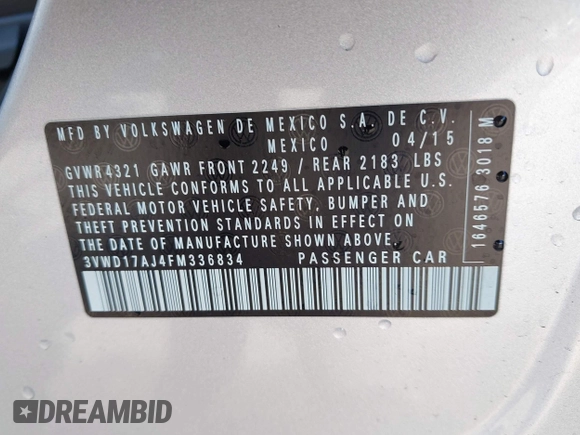 MFD BY VOLKSWAGEN DE MEXICO S.A. DE C.V.
MEXICO 04/15
GVWR4321 GAWR FRONT 2249 / REAR 2183 LBS
THIS VEHICLE CONFORMS TO ALL APPLICABLE U.S.
FEDERAL MOTOR VEHICLE SAFETY, BUMPER AND
THEFT PREVENTION STANDARDS IN EFFECT ON
THE DATE OF MANUFACTURE SHOWN ABOVE
3VWD17AJ4FM336834 PASSENGER CAR
1646576 3018 M
DREAMBID